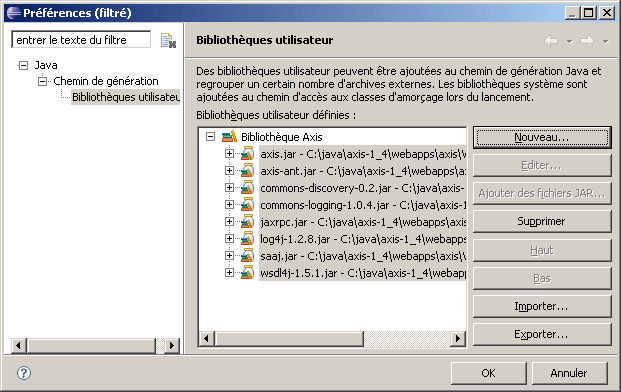 Préférences (filtré)
entrer le texte du filtre
Java
Chemin de génération
Bibliothèques utilisateu
Bibliothèques utilisateur
Des bibliothèques utilisateur peuvent être ajoutées au chemin de génération Java et
regrouper un certain nombre d'archives externes. Les bibliothèques système sont
ajoutées au chemin d'accès aux classes d'amorçage lors du lancement.
Bibliothèques utilisateur définies :
Bibliothèque Axis
axis.jar - C:\java\axis-1_4\webapps\axis\
axis-ant.jar - C:\java\axis-1_4\webapps\
commons-discovery-0.2.jar - C:\java\axis-
commons-logging-1.0.4.jar - C:\java\axis-
jaxrpc.jar - C:\java\axis-1_4\webapps\axi
log4j-1.2.8.jar - C:\java\axis-1_4\webapp
saaj.jar - C:\java\axis-1_4\webapps\axis\
wsdl4j-1.5.1.jar - C:\java\axis-1_4\webap
Nouveau...
Editer...
Ajouter des fichiers JAR...
Supprimer
Haut
Bas
Importer...
Exporter...
?
OK
Annuler